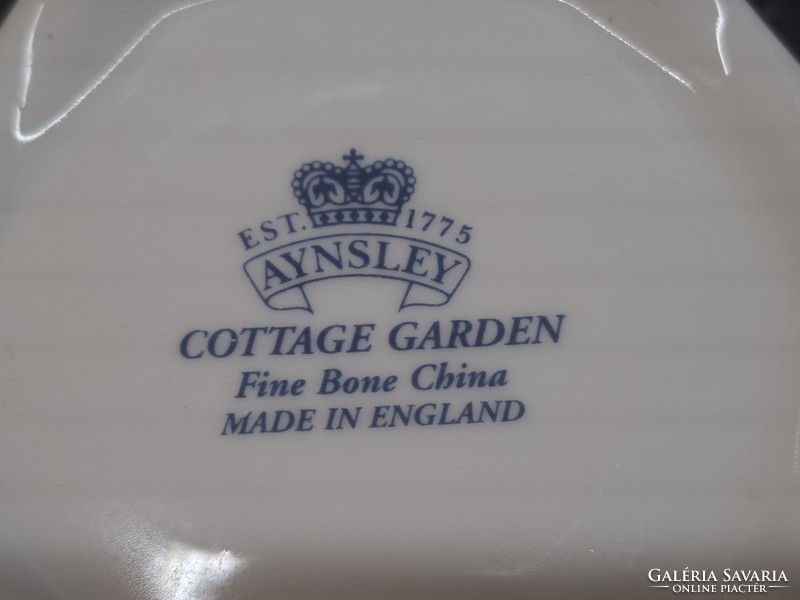 EST. 1775
AYNSLEY
COTTAGE GARDEN
Fine Bone China
MADE IN ENGLAND
GALÉRIA SAVARIA
ONLINE PIACTÉR